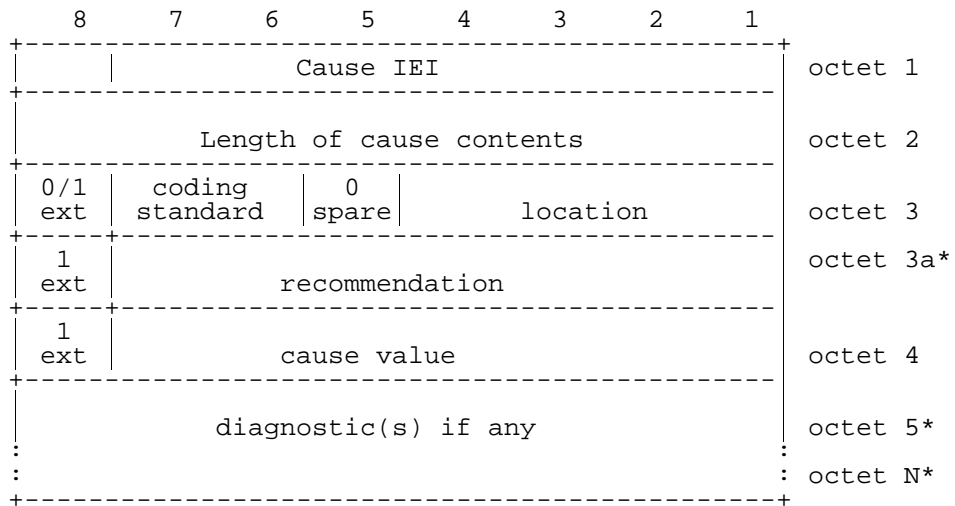 8 7 6 5 4 3 2 1
Cause IEI octet 1
Length of cause contents octet 2
0/1 coding 0
ext standard spare location octet 3
1 octet 3a*
ext recommendation
1
ext cause value octet 4
diagnostic(s) if any octet 5*
: :
: : octet N*